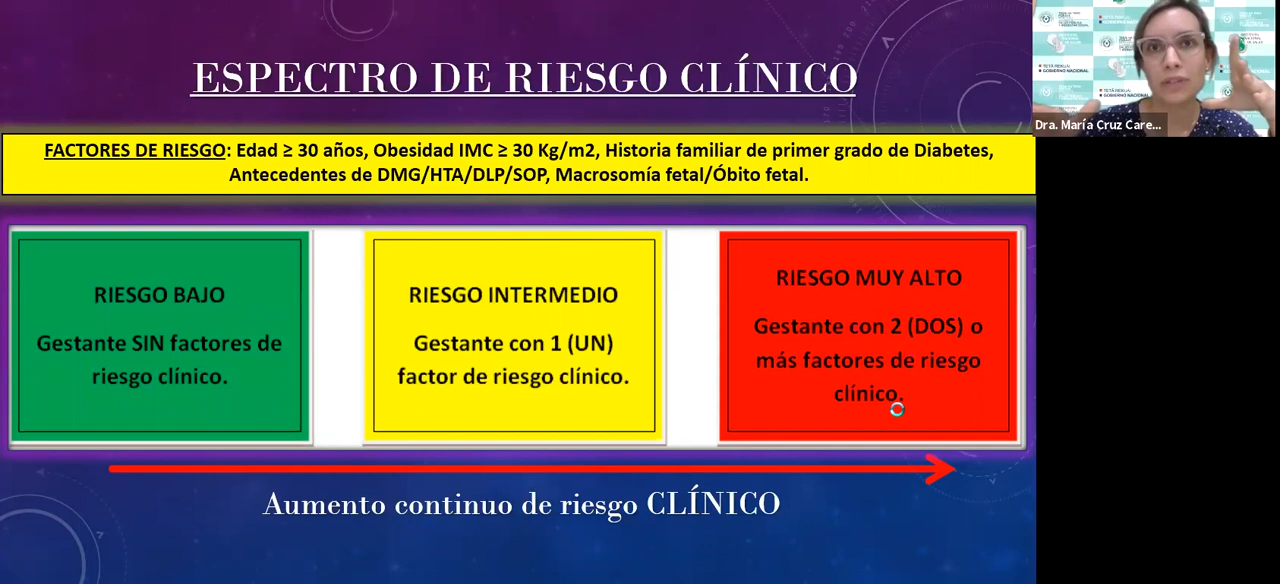 ESPECTRO DE RIESGO CLÍNICO
FACTORES DE RIESGO: Edad ≥ 30 años, Obesidad IMC ≥ 30 Kg/m2, Historia familiar de primer grado de Diabetes,
Antecedentes de DMG/HTA/DLP/SOP, Macrosomía fetal/Óbito fetal.
RIESGO BAJO
Gestante SIN factores de
riesgo clínico.
RIESGO INTERMEDIO
Gestante con 1 (UN)
factor de riesgo clínico.
RIESGO MUY ALTO
Gestante con 2 (DOS) o
más factores de riesgo
clínico.
Aumento continuo de riesgo CLÍNICO
Dra. María Cruz Care...
GOBIERNO NACIONAL